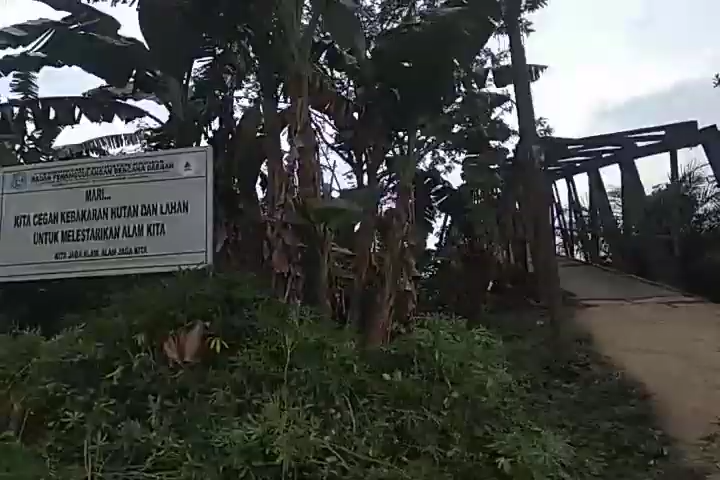 BADAN PENANGGULANGAN BENCANA DAERAH
MARI...
KITA CEGAH KEBAKARAN HUTAN DAN LAHAN
UNTUK MELESTARIKAN ALAM KITA
KITA JAGA ALAM, ALAM JAGA KITA